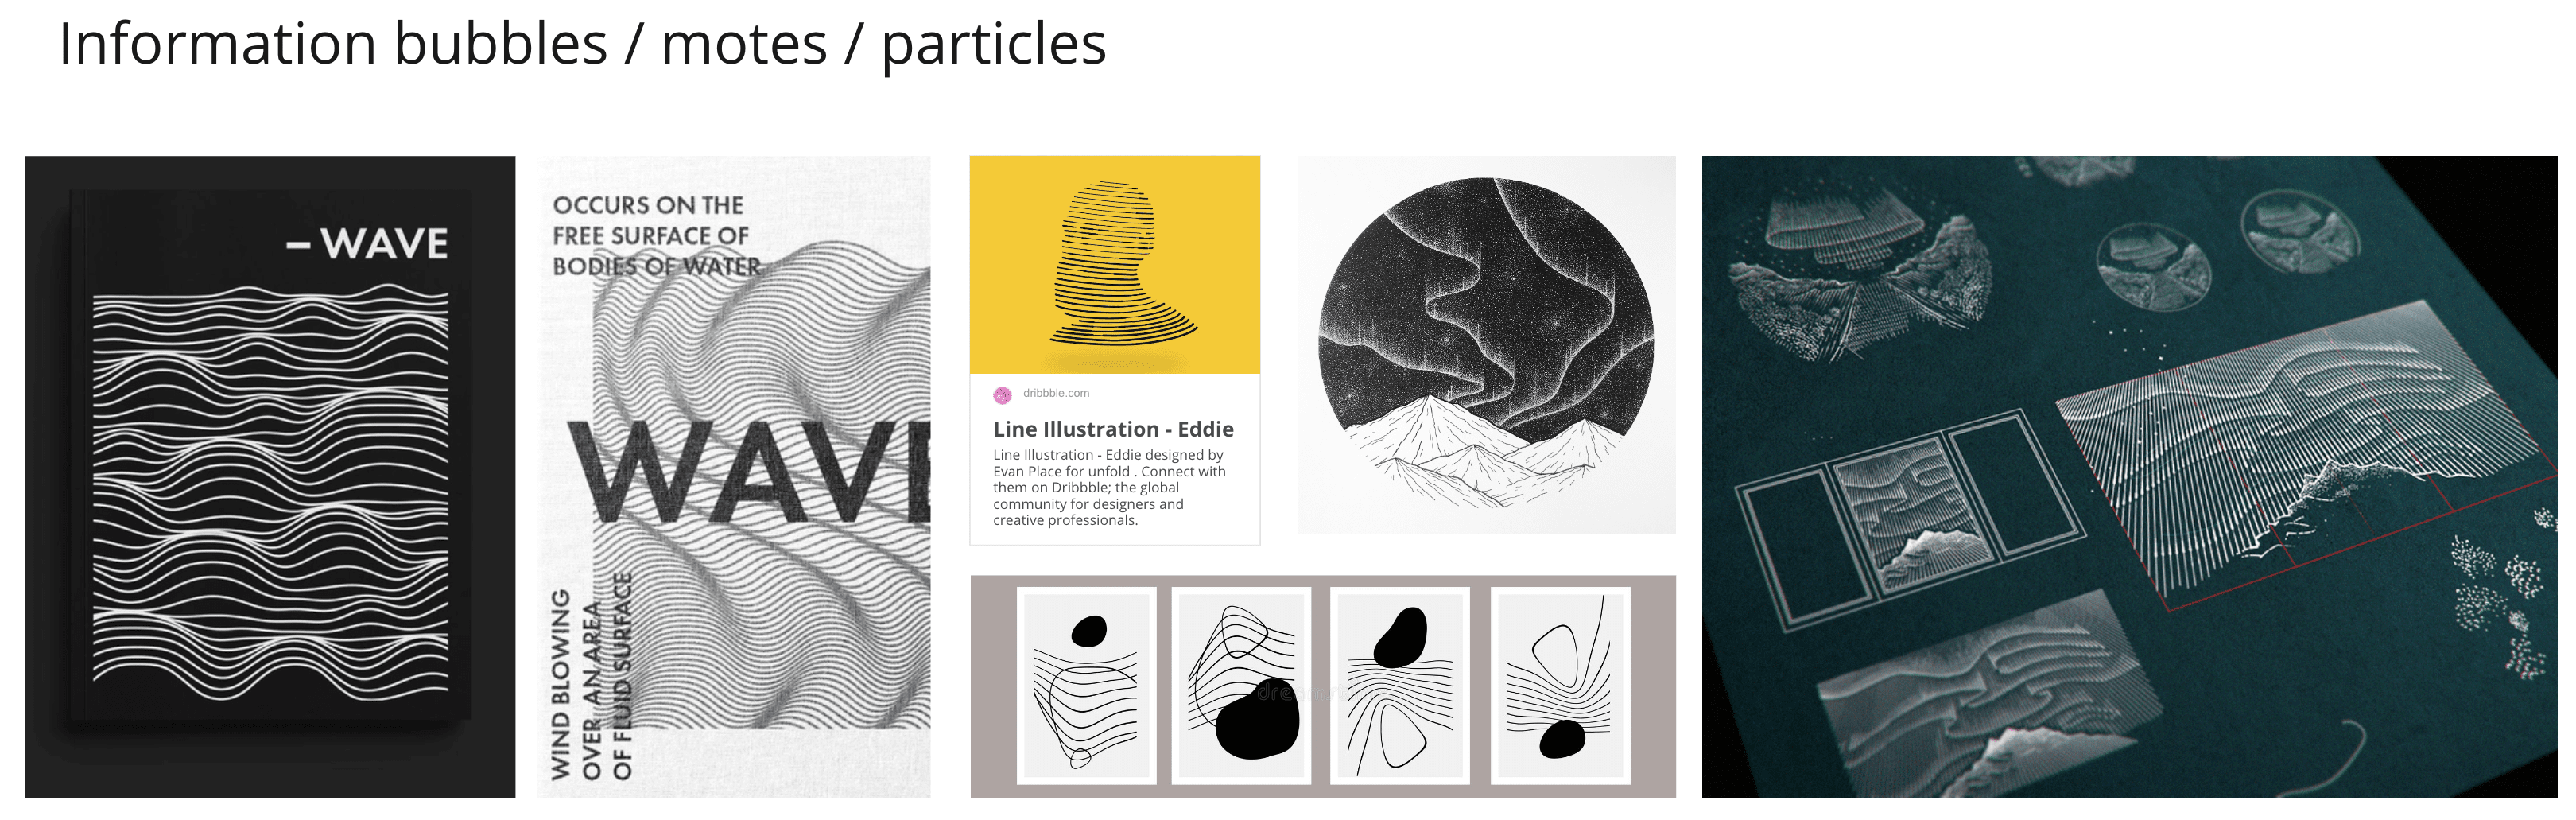 Information bubbles / motes / particles
– WAVE
OCCURS ON THE
FREE SURFACE OF
BODIES OF WATER
WAVE
WIND BLOWING
OVER AN AREA
OF FLUID SURFACE
dribbble.com
Line Illustration - Eddie
Line Illustration - Eddie designed by
Evan Place for unfold . Connect with
them on Dribbble; the global
community for designers and
creative professionals.